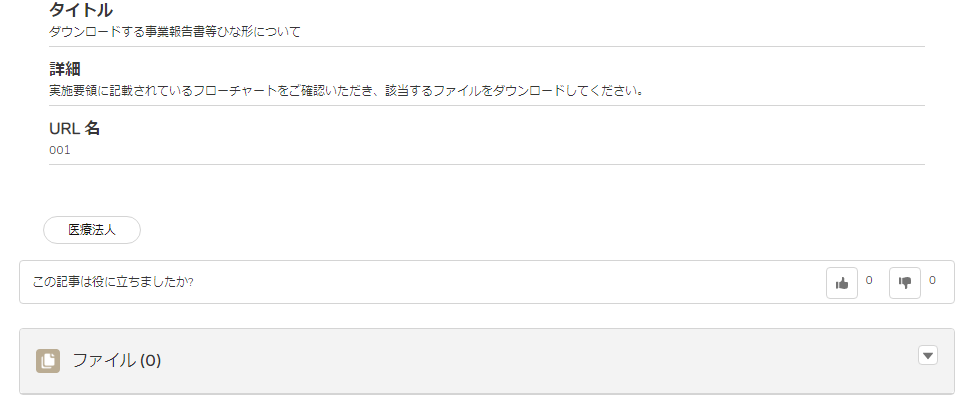 タイトル
ダウンロードする事業報告書等ひな形について
詳細
実施要領に記載されているフローチャートをご確認いただき、該当するファイルをダウンロードしてください。
URL 名
001
医療法人
この記事は役に立ちましたか?
0
0
ファイル (0)